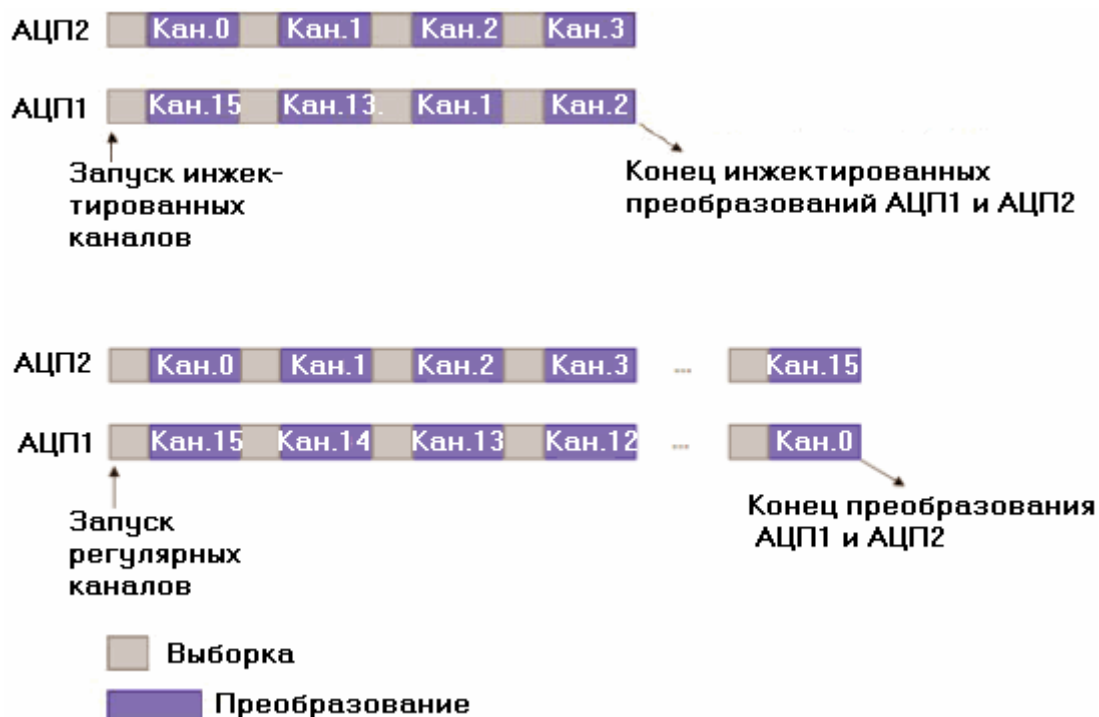 АЦП2 Кан.0 Кан.1 Кан.2 Кан.3
АЦП1 Кан.15 Кан.13. Кан.1 Кан.2
Запуск инжек-
тированных
каналов
Конец инжектированных
преобразований АЦП1 и АЦП2
АЦП2 Кан.0 Кан.1 Кан.2 Кан.3 ... Кан.15
АЦП1 Кан.15 Кан.14 Кан.13 Кан.12 ... Кан.0
Запуск
регулярных
каналов
Конец преобразования
АЦП1 и АЦП2
Выборка
Преобразование